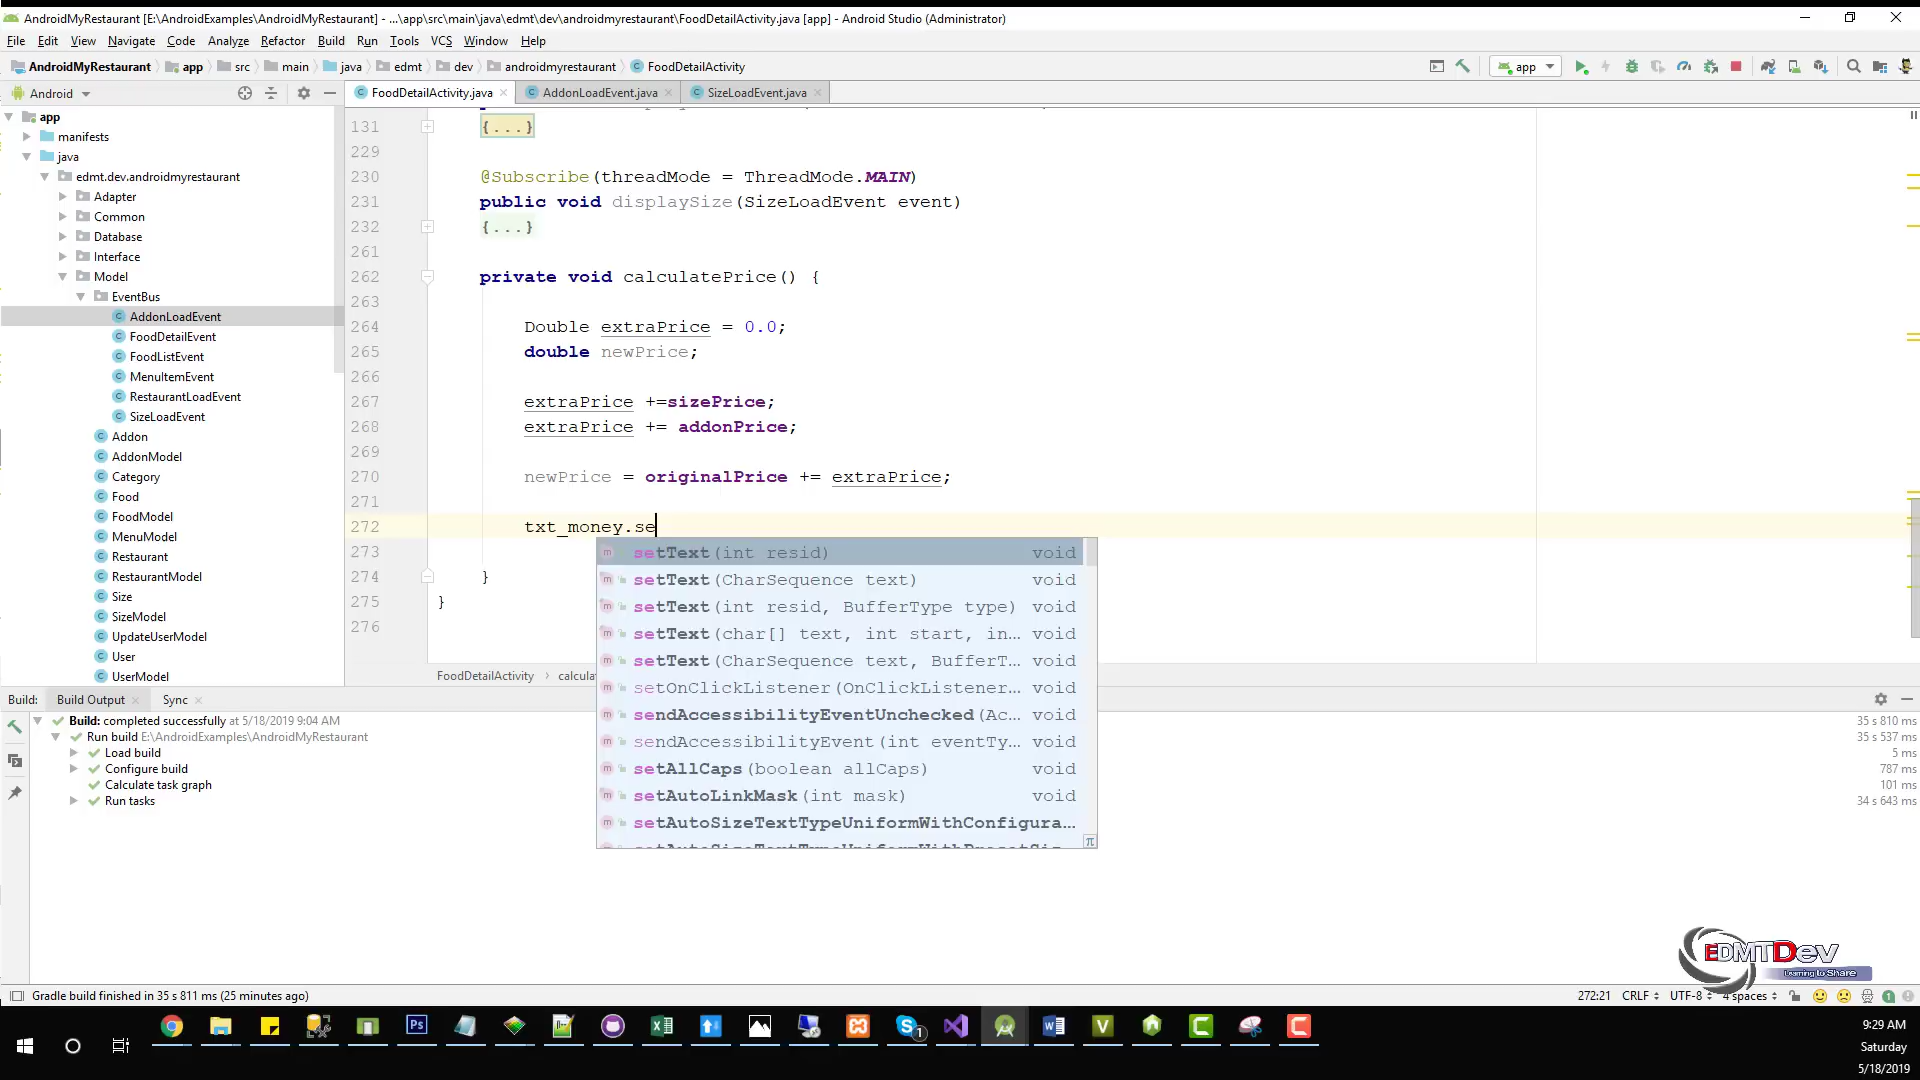 AndroidMyRestaurant [E:\AndroidExamples\AndroidMyRestaurant] - ...\app\src\main\java\edmt\dev\androidmyrestaurant\FoodDetailActivity.java [app] - Android Studio (Administrator)
File Edit View Navigate Code Analyze Refactor Build Run Tools VCS Window Help
AndroidMyRestaurant app src main java edmt dev androidmyrestaurant FoodDetailActivity app
Android FoodDetailActivity.java AddonLoadEvent.java SizeLoadEvent.java
app
manifests
java
edmt.dev.androidmyrestaurant
Adapter
Common
Database
Interface
Model
EventBus
AddonLoadEvent
FoodDetailEvent
FoodListEvent
MenuItemEvent
RestaurantLoadEvent
SizeLoadEvent
Addon
AddonModel
Category
Food
FoodModel
MenuModel
Restaurant
RestaurantModel
Size
SizeModel
UpdateUserModel
User
UserModel
131 {...}
229
230 @Subscribe(threadMode = ThreadMode.MAIN)
231 public void displaySize(SizeLoadEvent event)
232 {...}
261
262 private void calculatePrice() {
263
264 Double extraPrice = 0.0;
265 double newPrice;
266
267 extraPrice +=sizePrice;
268 extraPrice += addonPrice;
269
270 newPrice = originalPrice += extraPrice;
271
272 txt_money.se
273
274 }
275 }
276
setText(int resid) void
setText(CharSequence text) void
setText(int resid, BufferType type) void
setText(char[] text, int start, in... void
setText(CharSequence text, BufferT... void
setOnClickListener(OnClickListener... void
sendAccessibilityEventUnchecked(Ac... void
sendAccessibilityEvent(int eventTy... void
setAllCaps(boolean allCaps) void
setAutoLinkMask(int mask) void
setAutoSizeTextTypeUniformWithConfigura...
π
FoodDetailActivity › calcula
Build: Build Output Sync
Build: completed successfully at 5/18/2019 9:04 AM 35 s 810 ms
Run build E:\AndroidExamples\AndroidMyRestaurant 35 s 537 ms
Load build 5 ms
Configure build 787 ms
Calculate task graph 101 ms
Run tasks 34 s 643 ms
EDMTDev
Learning to Share
Gradle build finished in 35 s 811 ms (25 minutes ago) 272:21 CRLF UTF-8 4 spaces 1
9:29 AM
Saturday
5/18/2019